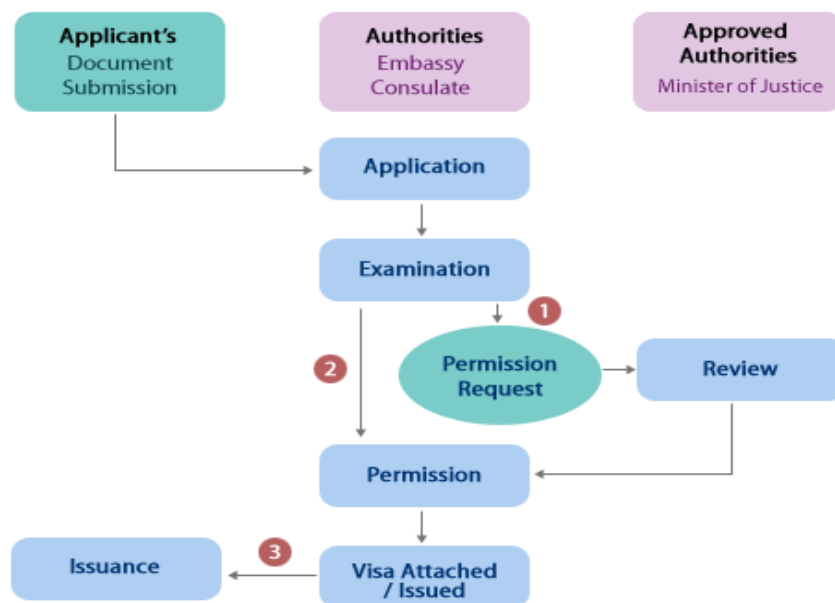 Applicant's
Document
Submission
Authorities
Embassy
Consulate
Approved
Authorities
Minister of Justice
Application
Examination
1
2
Permission
Request
Review
Permission
3
Issuance
Visa Attached
/ Issued